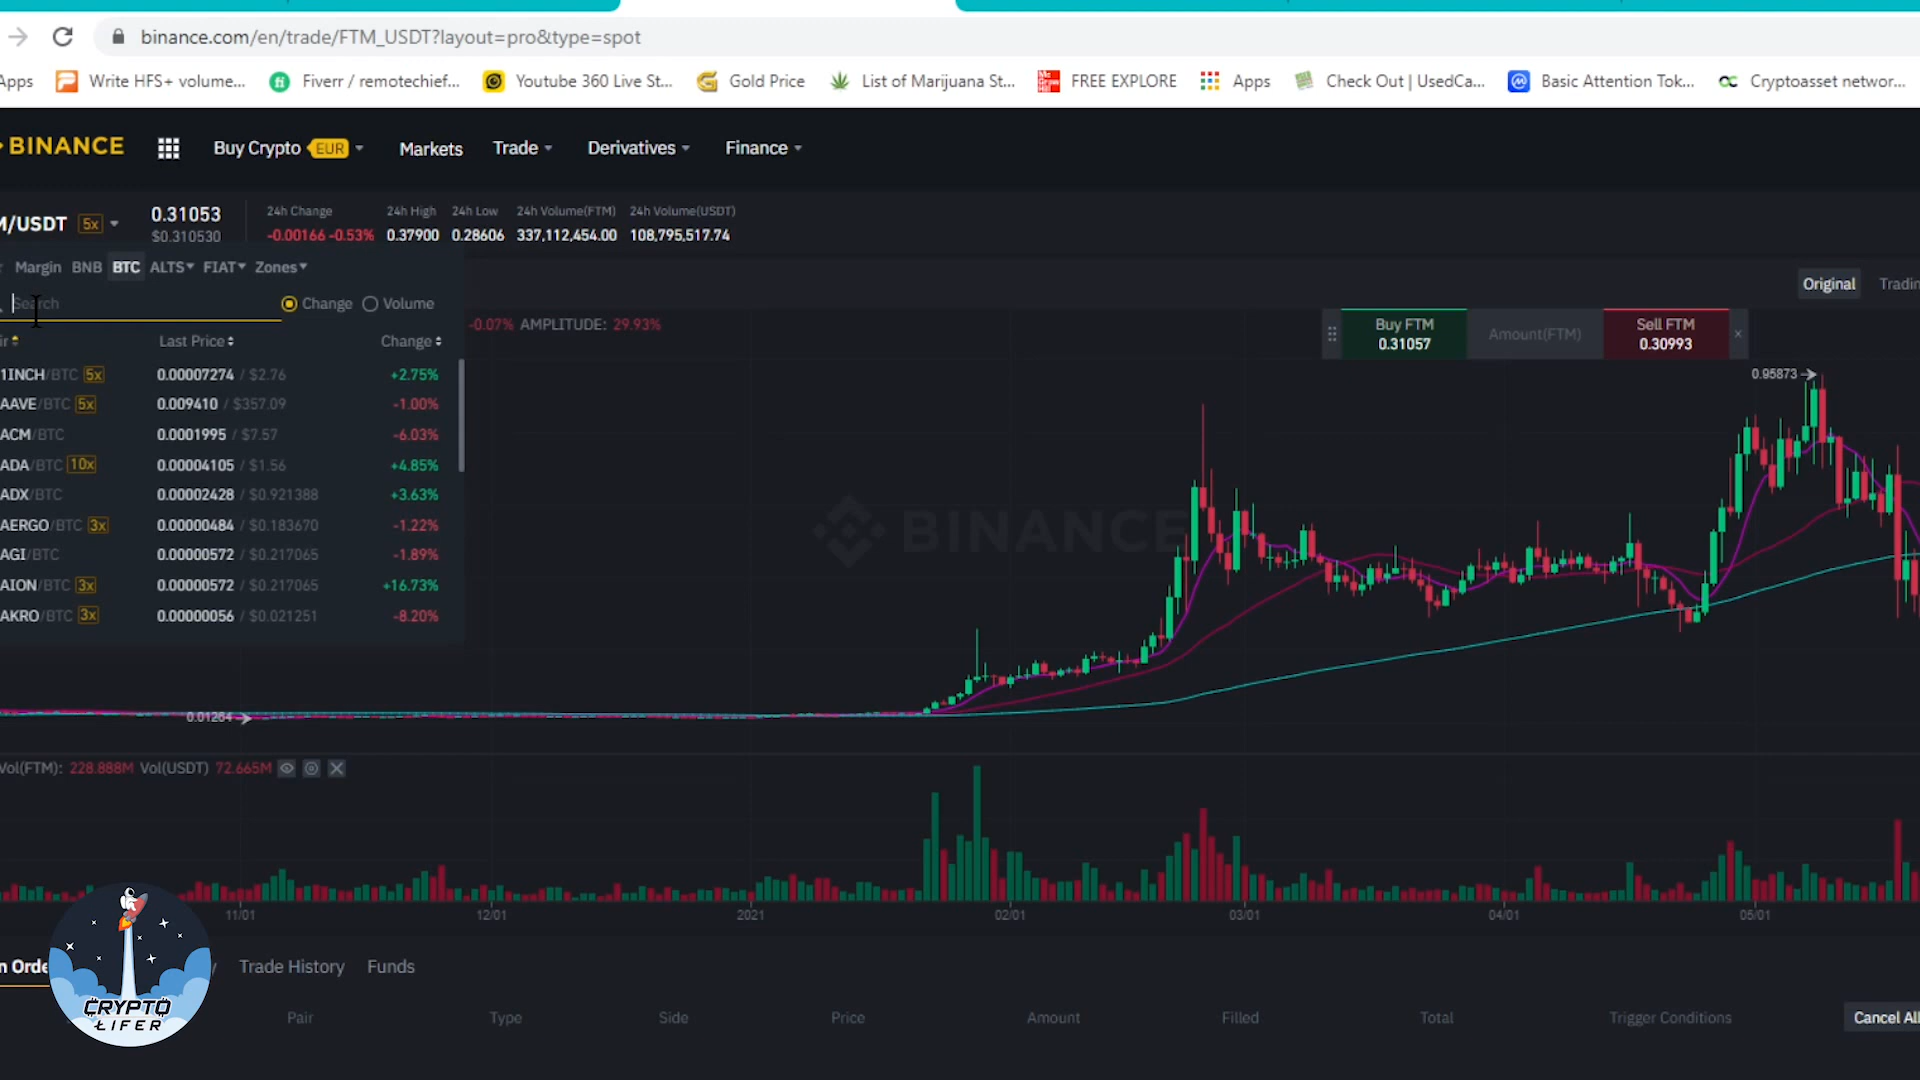 binance.com/en/trade/FTM_USDT?layout=pro&type=spot
Apps Write HFS+ volume... Fiverr / remotechief... Youtube 360 Live St... Gold Price List of Marijuana St... FREE EXPLORE Apps Check Out | UsedCa... Basic Attention Tok... Cryptoasset networ...
BINANCE Buy Crypto EUR Markets Trade Derivatives Finance
M/USDT 5x 0.31053 24h Change 24h High 24h Low 24h Volume(FTM) 24h Volume(USDT)
$0.310530 -0.00166 -0.53% 0.37900 0.28606 337,112,454.00 108,795,517.74
Margin BNB BTC ALTS FIAT Zones
Original Tradin
Search Change Volume
-0.07% AMPLITUDE: 29.93%
Buy FTM Amount(FTM) Sell FTM
0.31057 0.30993
ir Last Price Change
1INCH/BTC 5x 0.00007274 / $2.76 +2.75%
0.95873
AAVE/BTC 5x 0.009410 / $357.09 -1.00%
ACM/BTC 0.0001995 / $7.57 -6.03%
ADA/BTC 10x 0.00004105 / $1.56 +4.85%
ADX/BTC 0.00002428 / $0.921388 +3.63%
AERGO/BTC 3x 0.00000484 / $0.183670 -1.22%
BINANCE
AGI/BTC 0.00000572 / $0.217065 -1.89%
AION/BTC 3x 0.00000572 / $0.217065 +16.73%
AKRO/BTC 3x 0.00000056 / $0.021251 -8.20%
0.01264
Vol(FTM): 228.888M Vol(USDT) 72.665M
11/01 12/01 2021 02/01 03/01 04/01 05/01
n Orde y Trade History Funds
CRYPTO
LIFER
Pair Type Side Price Amount Filled Total Trigger Conditions Cancel All